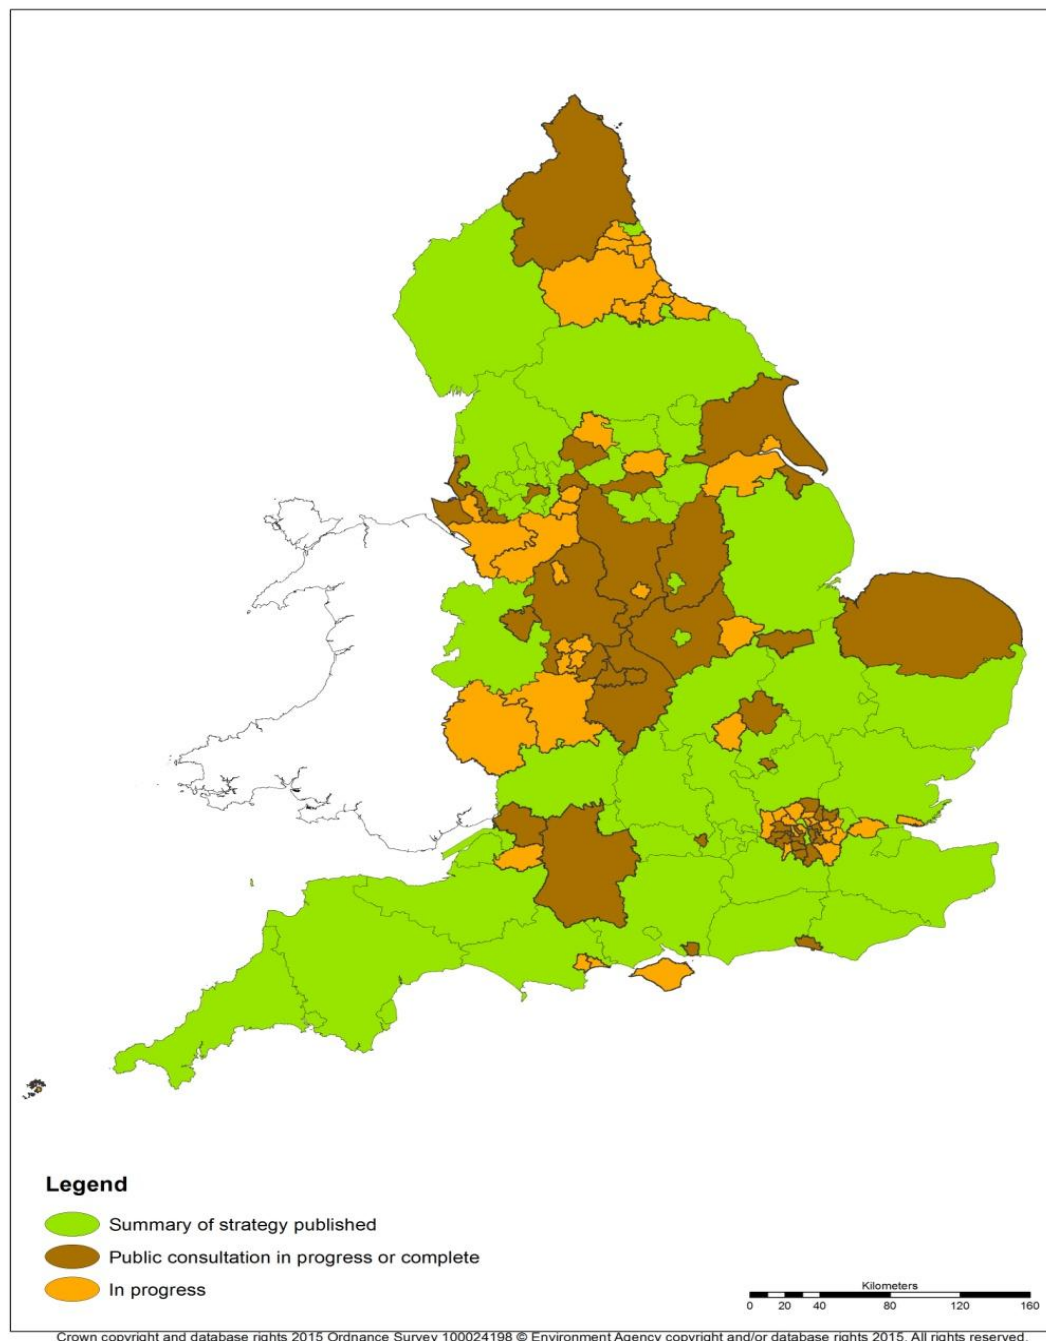 Legend
Summary of strategy published
Public consultation in progress or complete
In progress
Kilometers
0 20 40 80 120 160
Crown copyright and database rights 2015 Ordnance Survey 100024198 © Environment Agency copyright and/or database rights 2015. All rights reserved.